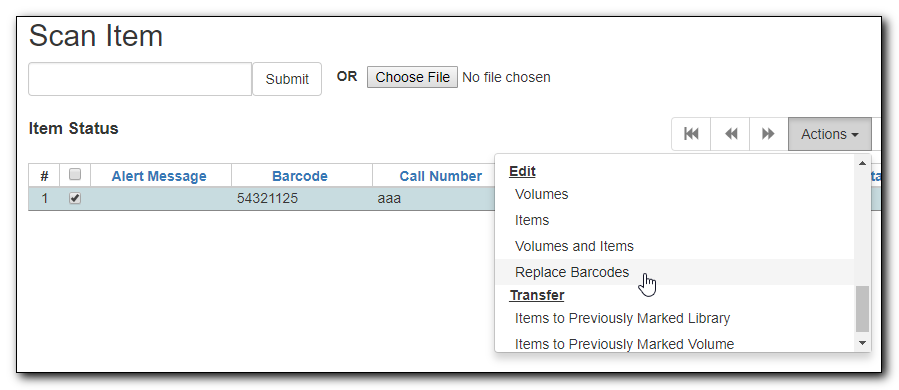 Scan Item
Submit OR Choose File No file chosen
Item Status
Actions
# Alert Message Barcode Call Number
1 54321125 aaa
Edit
Volumes
Items
Volumes and Items
Replace Barcodes
Transfer
Items to Previously Marked Library
Items to Previously Marked Volume